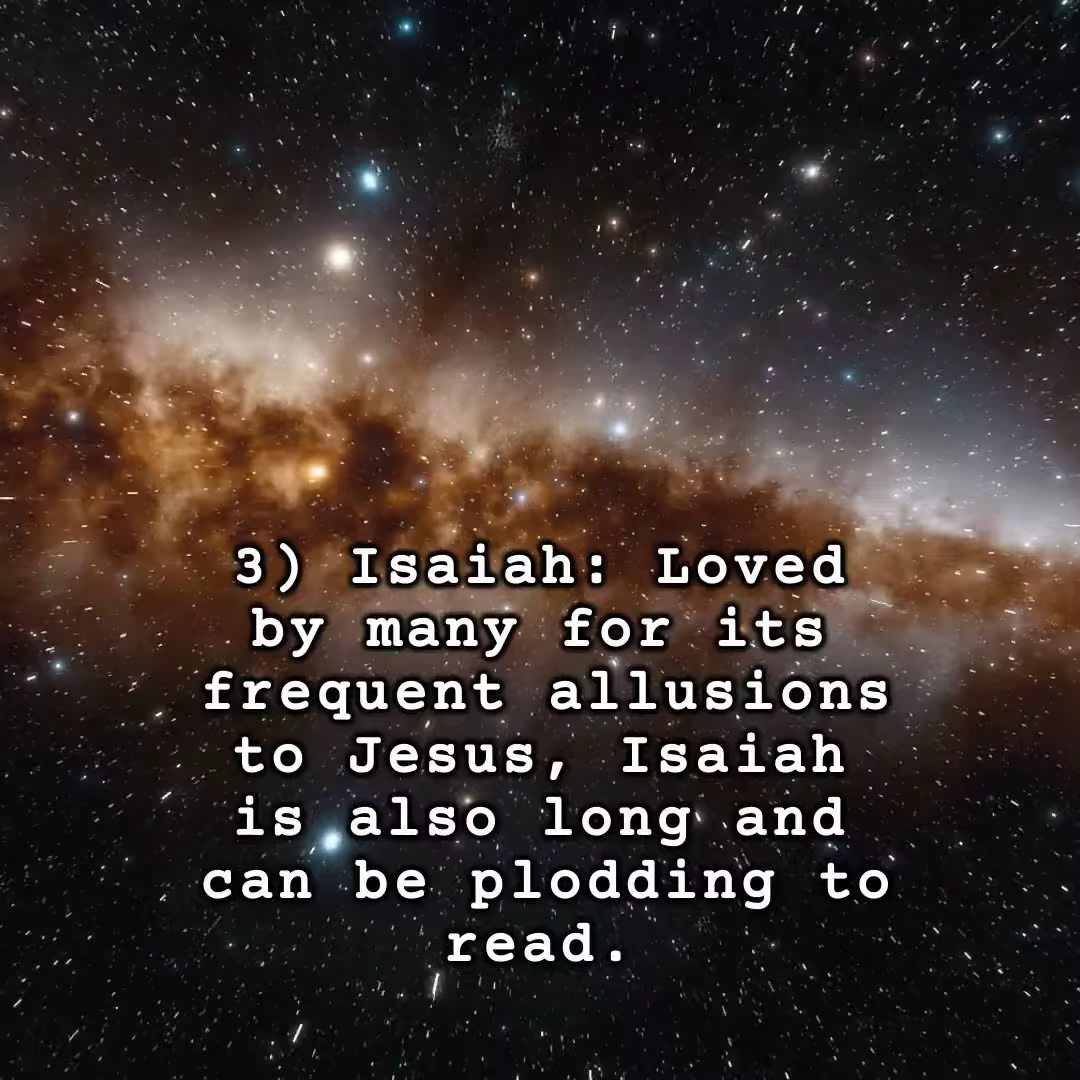 3) Isaiah: Loved
by many for its
frequent allusions
to Jesus, Isaiah
is also long and
can be plodding to
read.